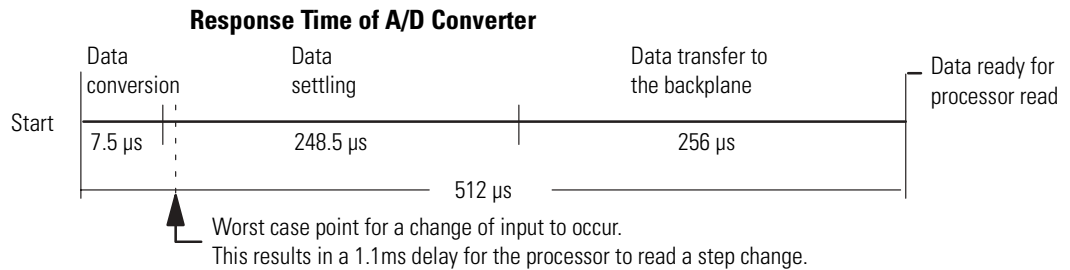 Response Time of A/D Converter
Data
conversion
Data
settling
Data transfer to
the backplane
Data ready for
processor read
Start
7.5 µs
248.5 µs
256 µs
512 µs
Worst case point for a change of input to occur.
This results in a 1.1ms delay for the processor to read a step change.